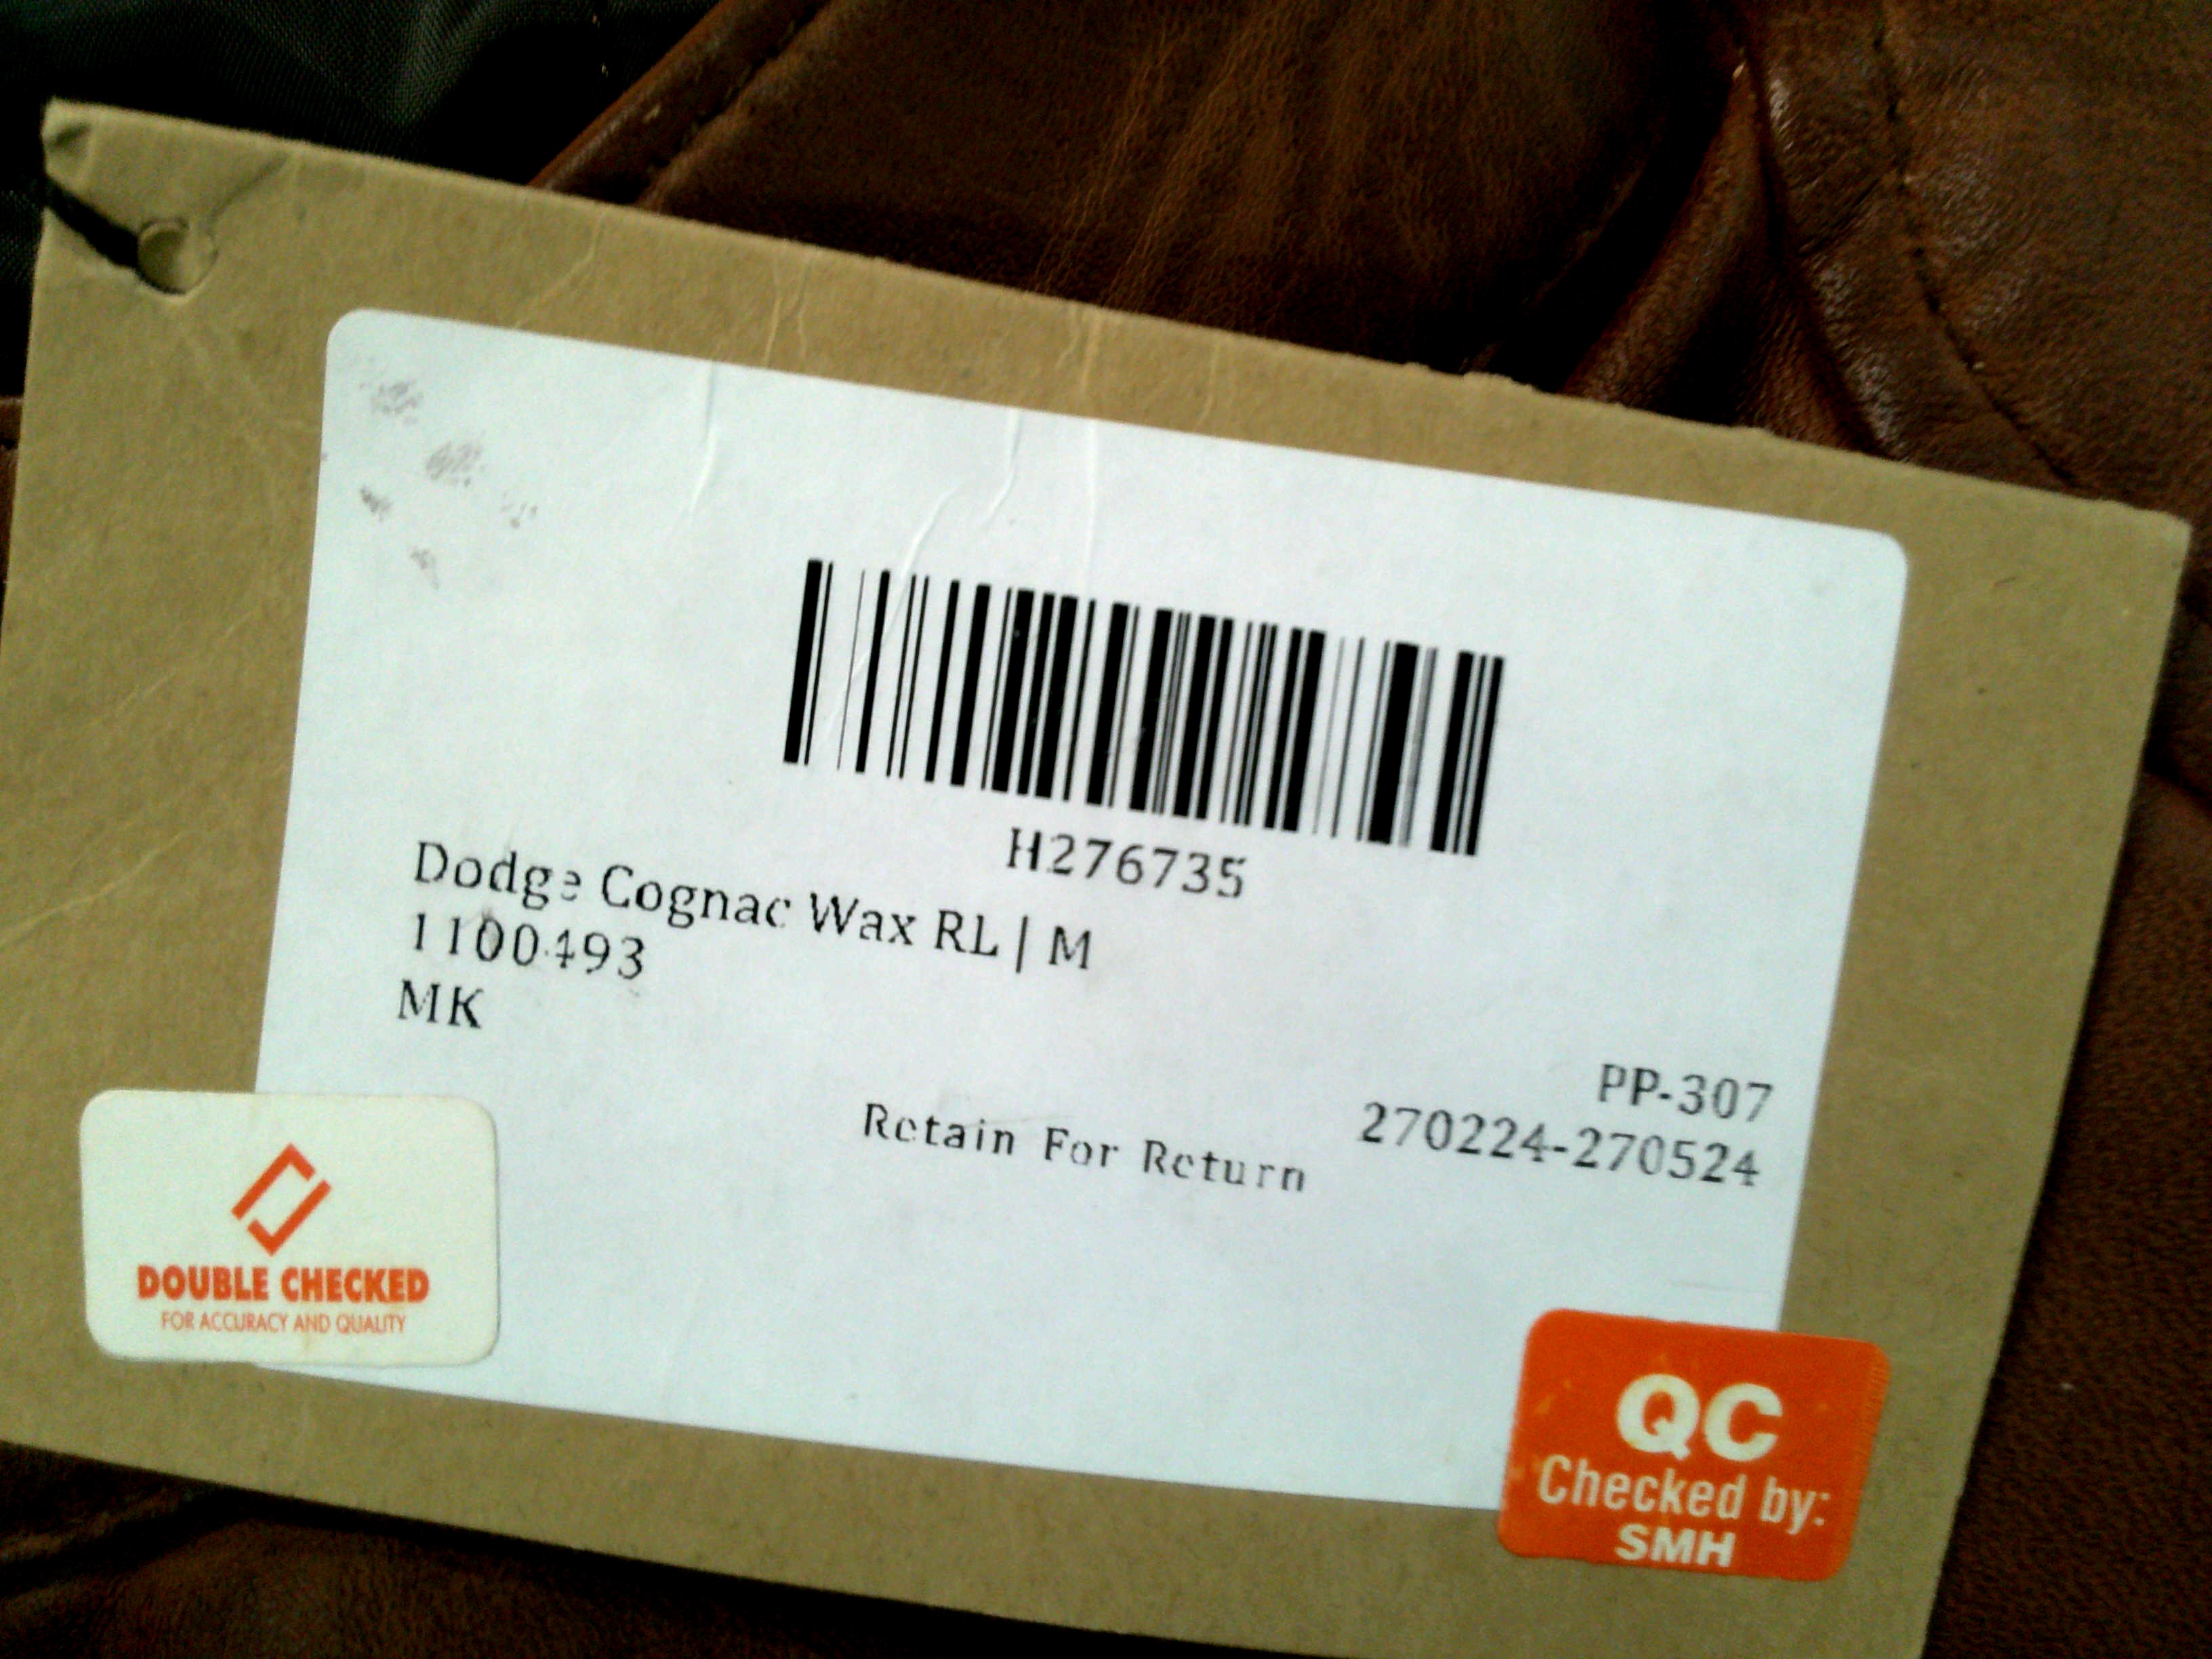 H276735
Dodge Cognac Wax RL | M
1100493
MK
PP-307
270224-270524
Retain For Return
DOUBLE CHECKED
FOR ACCURACY AND QUALITY
QC
Checked by:
SMH